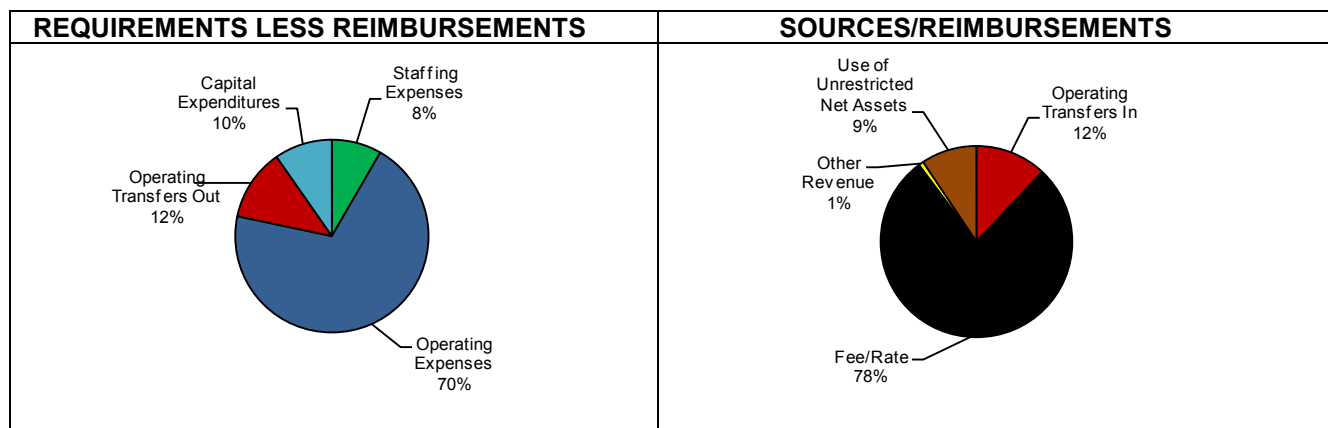 REQUIREMENTS LESS REIMBURSEMENTS
Capital
Expenditures
10%
Staffing
Expenses
8%
Operating
Transfers Out
12%
Operating
Expenses
70%
SOURCES/REIMBURSEMENTS
Use of
Unrestricted
Net Assets
9%
Operating
Transfers In
12%
Other
Revenue
1%
Fee/Rate
78%